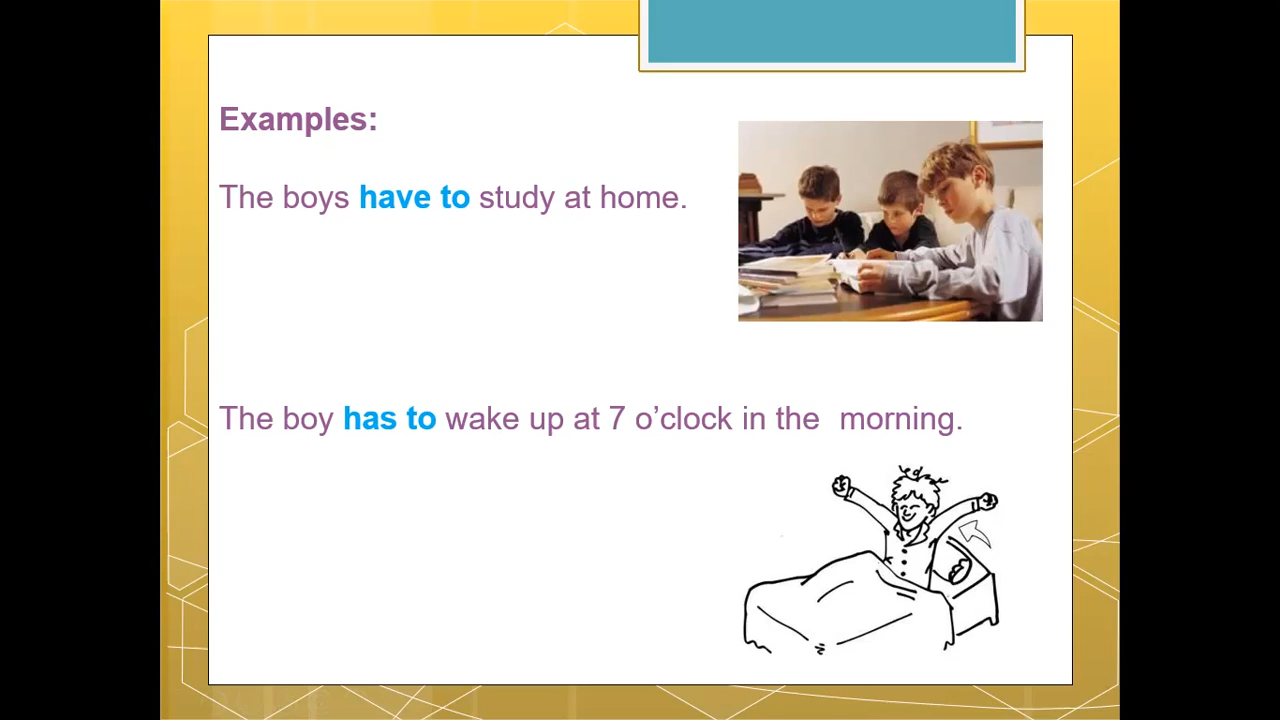 Examples:
The boys have to study at home.
The boy has to wake up at 7 o’clock in the  morning.